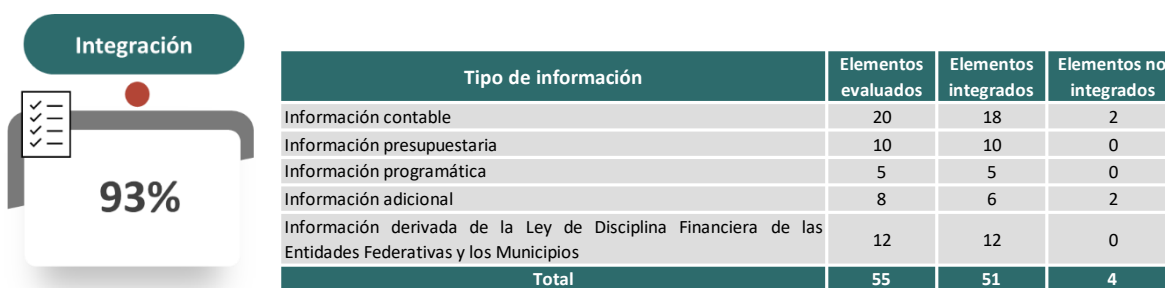 Integración
93%
Tipo de información
Elementos evaluados
Elementos integrados
Elementos no integrados
Información contable 20 18 2
Información presupuestaria 10 10 0
Información programática 5 5 0
Información adicional 8 6 2
Información derivada de la Ley de Disciplina Financiera de las
Entidades Federativas y los Municipios 12 12 0
Total 55 51 4